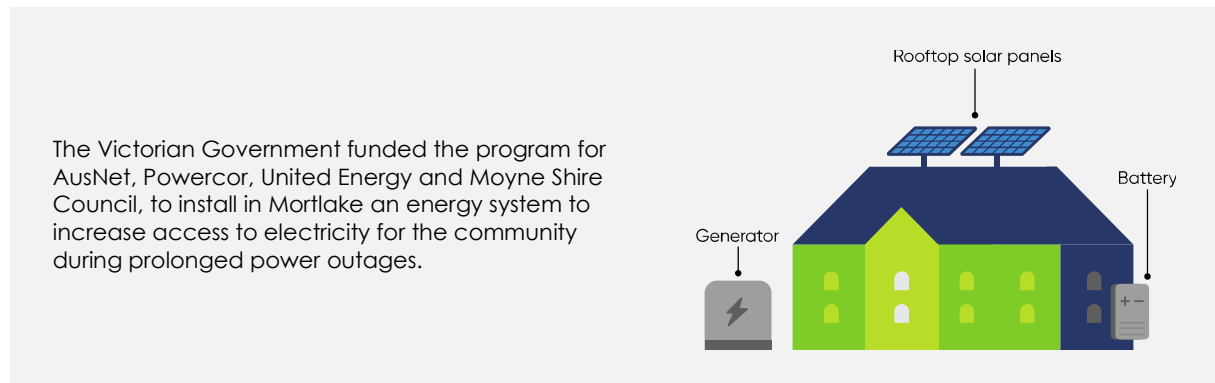 The Victorian Government funded the program for
AusNet, Powercor, United Energy and Moyne Shire
Council, to install in Mortlake an energy system to
increase access to electricity for the community
during prolonged power outages.
Rooftop solar panels
Battery
Generator